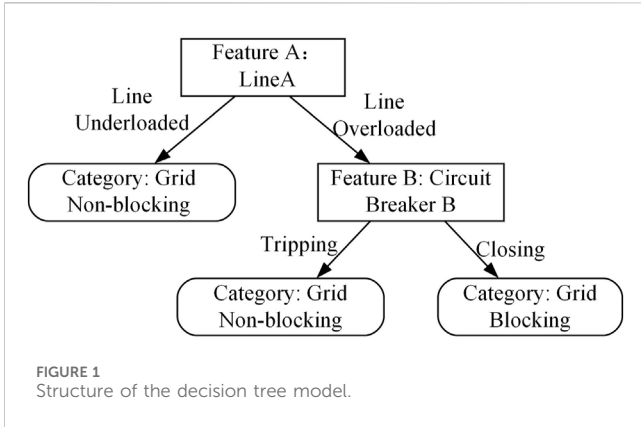 Feature A:
LineA
Line
Underloaded
Line
Overloaded
Category: Grid
Non-blocking
Feature B: Circuit
Breaker B
Tripping
Closing
Category: Grid
Non-blocking
Category: Grid
Blocking
FIGURE 1
Structure of the decision tree model.